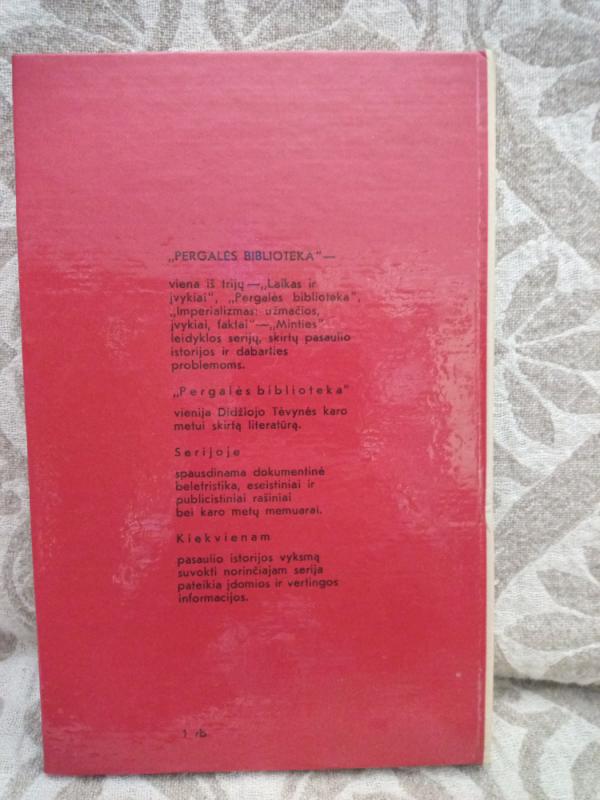 „PERGALĖS BIBLIOTEKA“—
viena iš trijų—„Laikas ir
įvykiai“, „Pergalės biblioteka“,
„Imperializmas: užmačios,
įvykiai, faktai“—„Minties“
leidyklos serijų, skirtų pasaulio
istorijos ir dabarties
problemoms.
„Pergalės biblioteka“
vienija Didžiojo Tėvynės karo
metui skirtą literatūrą.
Serijoje
spausdinama dokumentinė
beletristika, eseistiniai ir
publicistiniai rašiniai
bei karo metų memuarai.
Kiekvienam
pasaulio istorijos vyksmą
suvokti norinčiajam serija
pateikia įdomios ir vertingos
informacijos.
1 rb